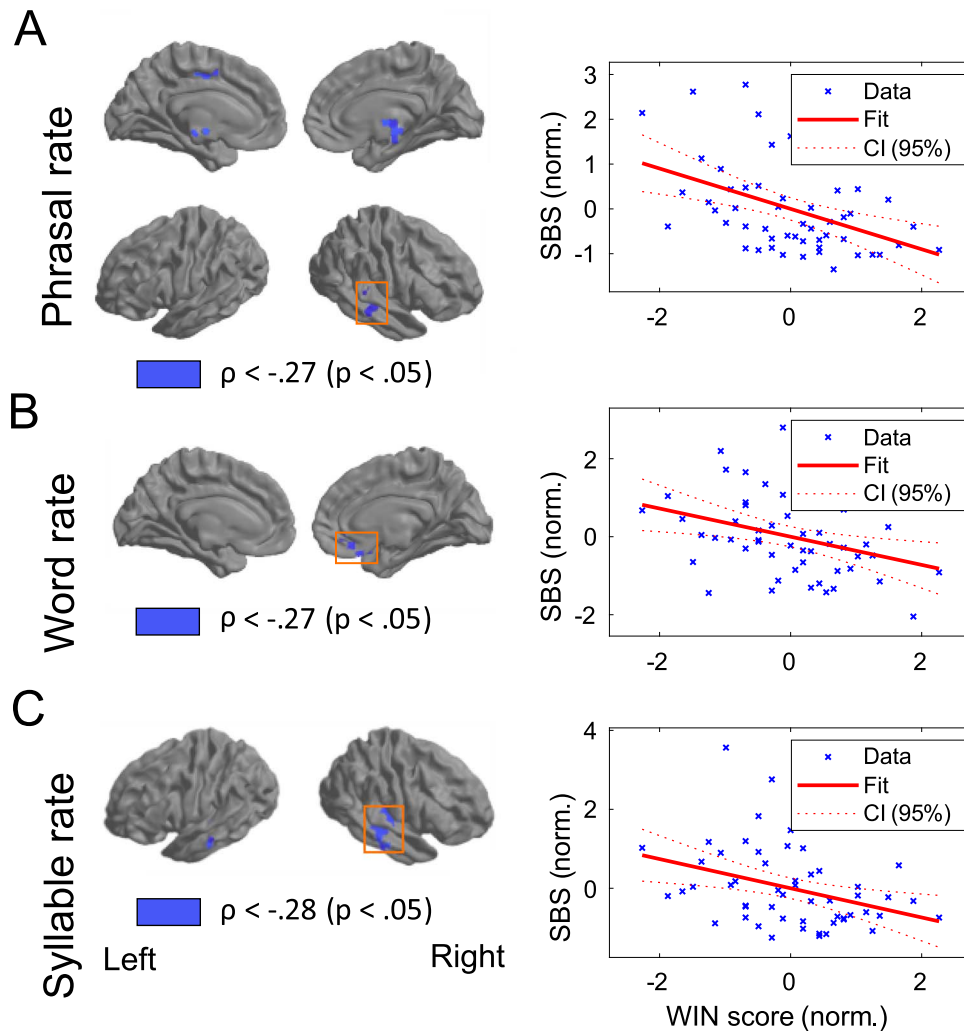 A
Phrasal rate
ρ < -.27 (p < .05)
SBS (norm.)
3
2
1
0
-1
-2
0
2
Data
Fit
CI (95%)
B
Word rate
ρ < -.27 (p < .05)
SBS (norm.)
2
0
-2
-2
0
2
Data
Fit
CI (95%)
C
Syllable rate
ρ < -.28 (p < .05)
Left
Right
SBS (norm.)
4
2
0
-2
0
2
Data
Fit
CI (95%)
WIN score (norm.)